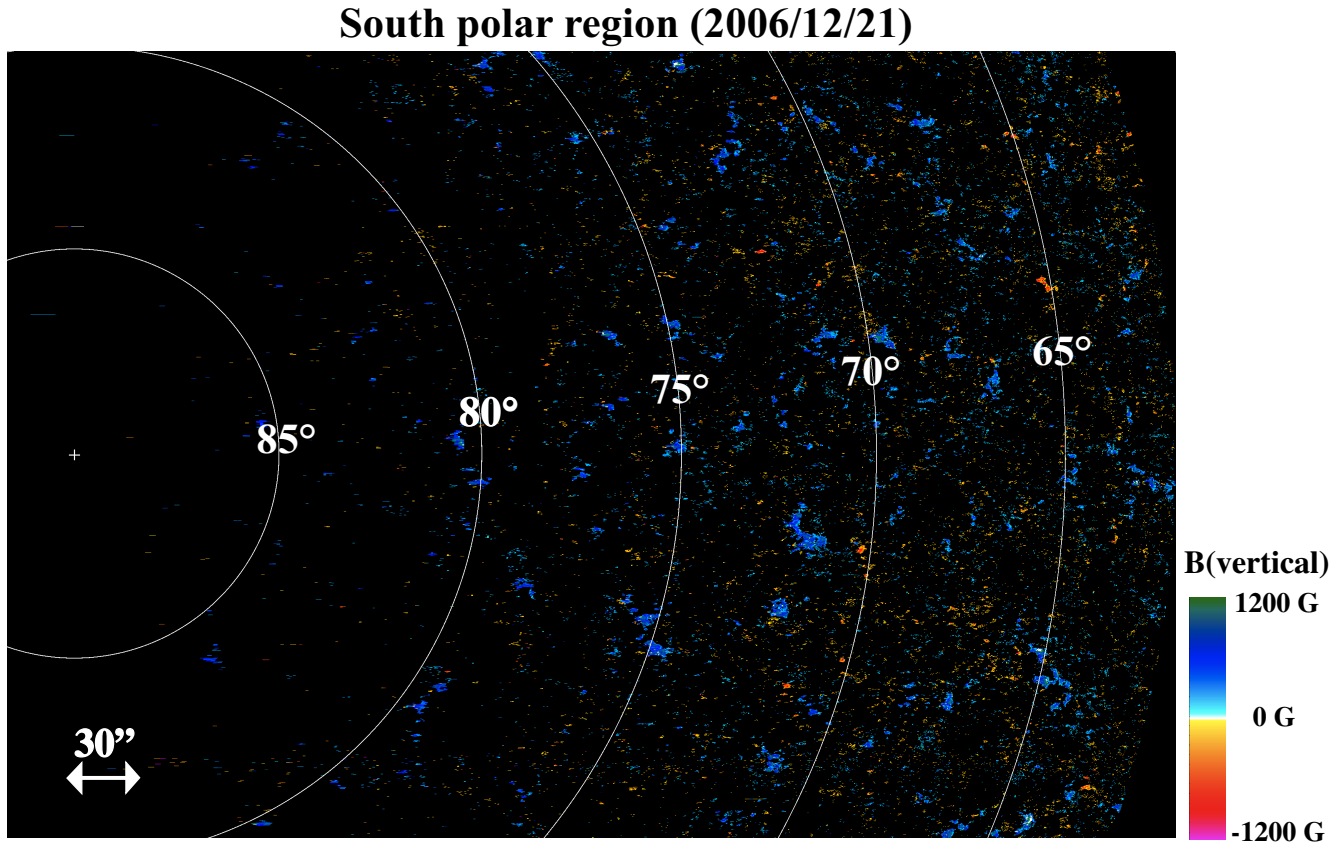 South polar region (2006/12/21)
65°
70°
75°
80°
85°
B(vertical)
1200 G
0 G
-1200 G
30”